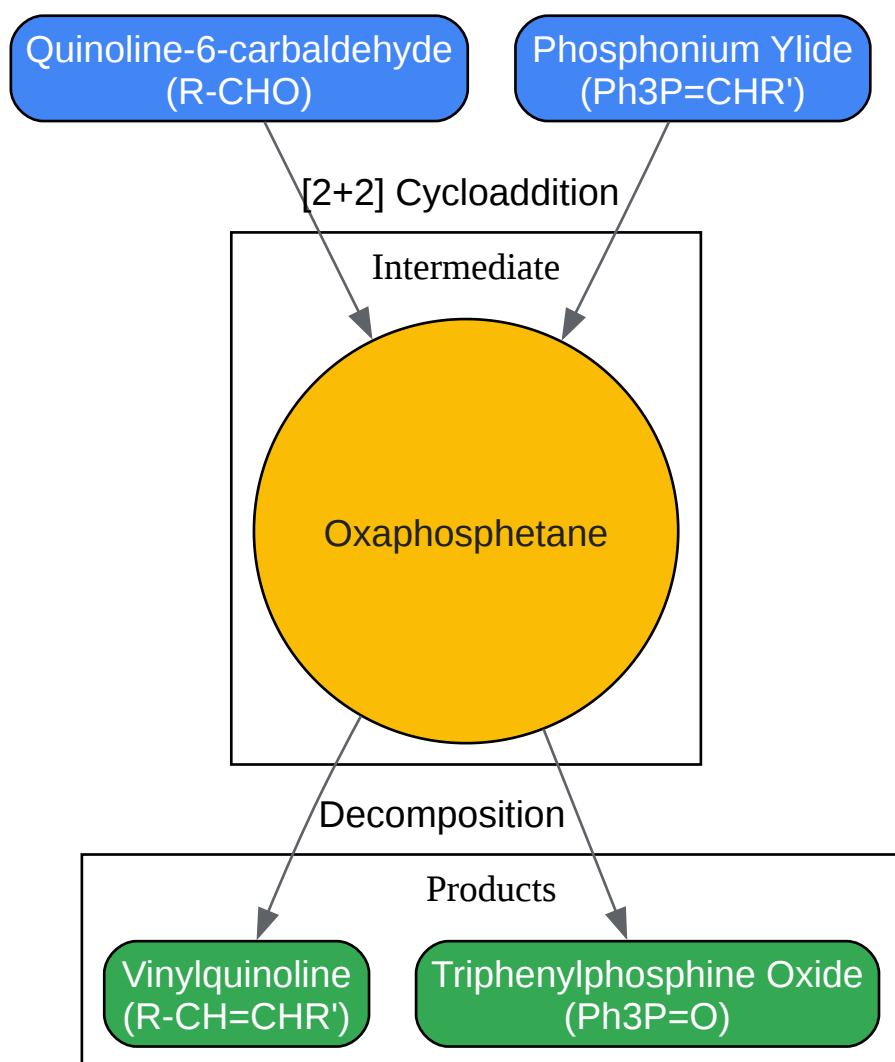 Quinoline-6-carbaldehyde
(R-CHO)
Phosphonium Ylide
(Ph3P=CHR')
[2+2] Cycloaddition
Intermediate
Oxaphosphetane
Decomposition
Products
Vinylquinoline
(R-CH=CHR')
Triphenylphosphine Oxide
(Ph3P=O)